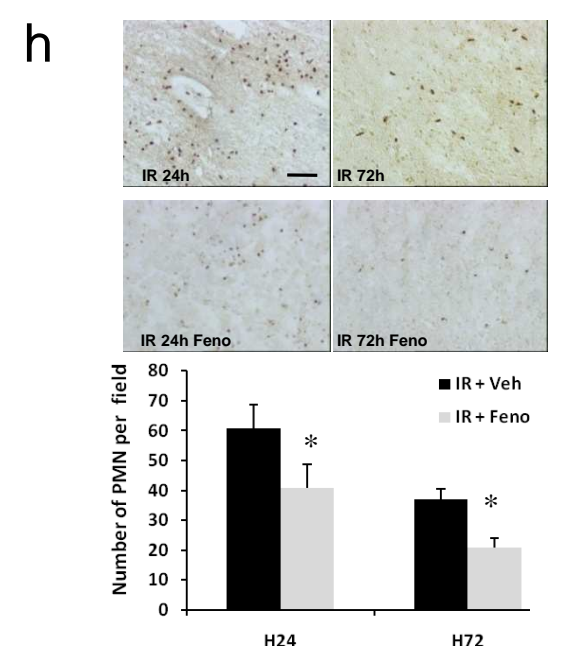 h
IR 24h
IR 72h
IR 24h Feno
IR 72h Feno
Number of PMN per field
80
70
60
50
40
30
20
10
0
IR + Veh
IR + Feno
*
*
H24
H72